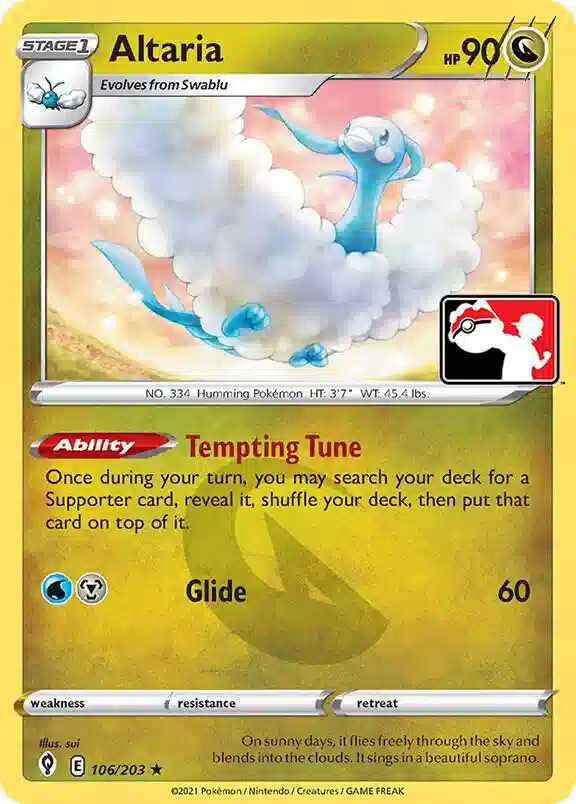 STAGE1
Altaria
HP90
Evolves from Swablu
NO. 334 Humming Pokémon HT: 3'7" WT: 45.4 lbs.
Ability Tempting Tune
Once during your turn, you may search your deck for a
Supporter card, reveal it, shuffle your deck, then put that
card on top of it.
Glide 60
weakness resistance retreat
Illus. sui
On sunny days, it flies freely through the sky and
blends into the clouds. It sings in a beautiful soprano.
E 106/203 ★
©2021 Pokémon / Nintendo / Creatures / GAME FREAK